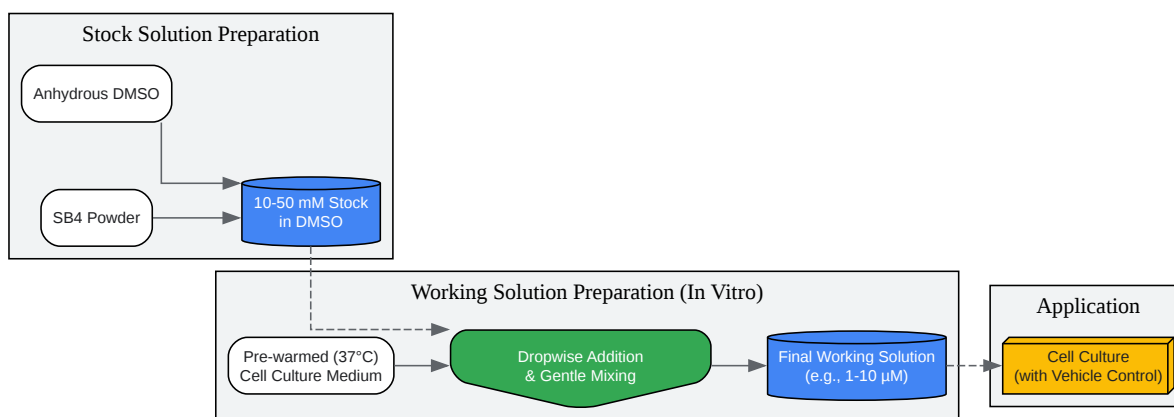 Stock Solution Preparation
Anhydrous DMSO
SB4 Powder
10-50 mM Stock
in DMSO
Working Solution Preparation (In Vitro)
Pre-warmed (37°C)
Cell Culture Medium
Dropwise Addition
& Gentle Mixing
Final Working Solution
(e.g., 1-10 µM)
Application
Cell Culture
(with Vehicle Control)